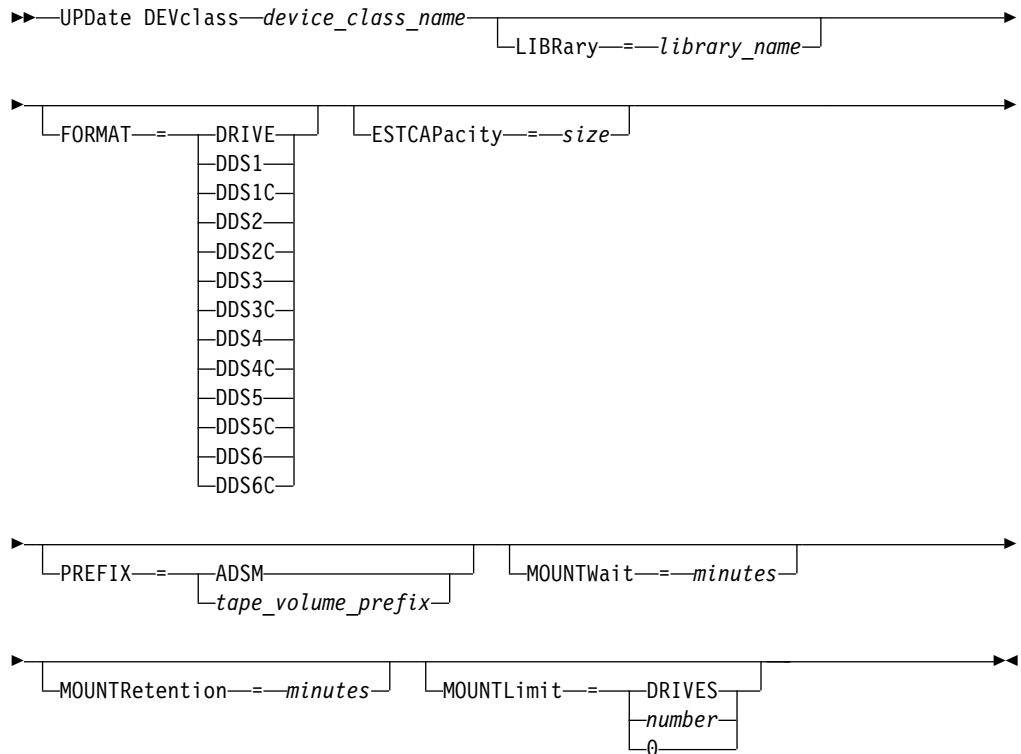 UPDate DEVclass device_class_name
LIBRary = library_name
FORMAT = DRIVE
DDS1
DDS1C
DDS2
DDS2C
DDS3
DDS3C
DDS4
DDS4C
DDS5
DDS5C
DDS6
DDS6C
ESTCAPacity = size
PREFIX = ADSM
tape_volume_prefix
MOUNTWait = minutes
MOUNTRetention = minutes
MOUNTLimit = DRIVES
number
0